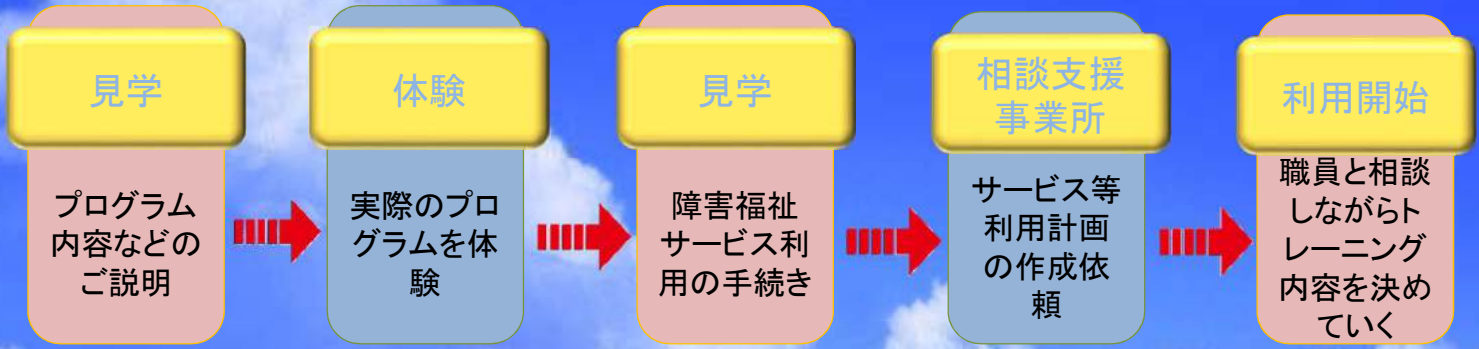 見学
プログラム
内容などの
ご説明
体験
実際のプロ
グラムを体
験
見学
障害福祉
サービス利
用の手続き
相談支援
事業所
サービス等
利用計画
の作成依
頼
利用開始
職員と相談
しながらト
レーニング
内容を決め
ていく